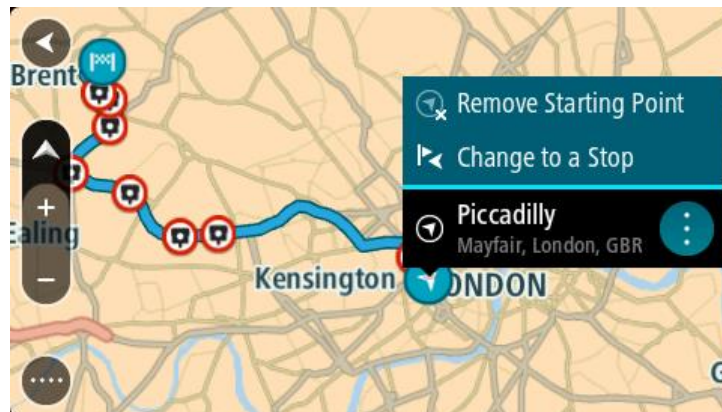 Brent
Remove Starting Point
Change to a Stop
Piccadilly
Mayfair, London, GBR
Ealing
Kensington
ONDON
G